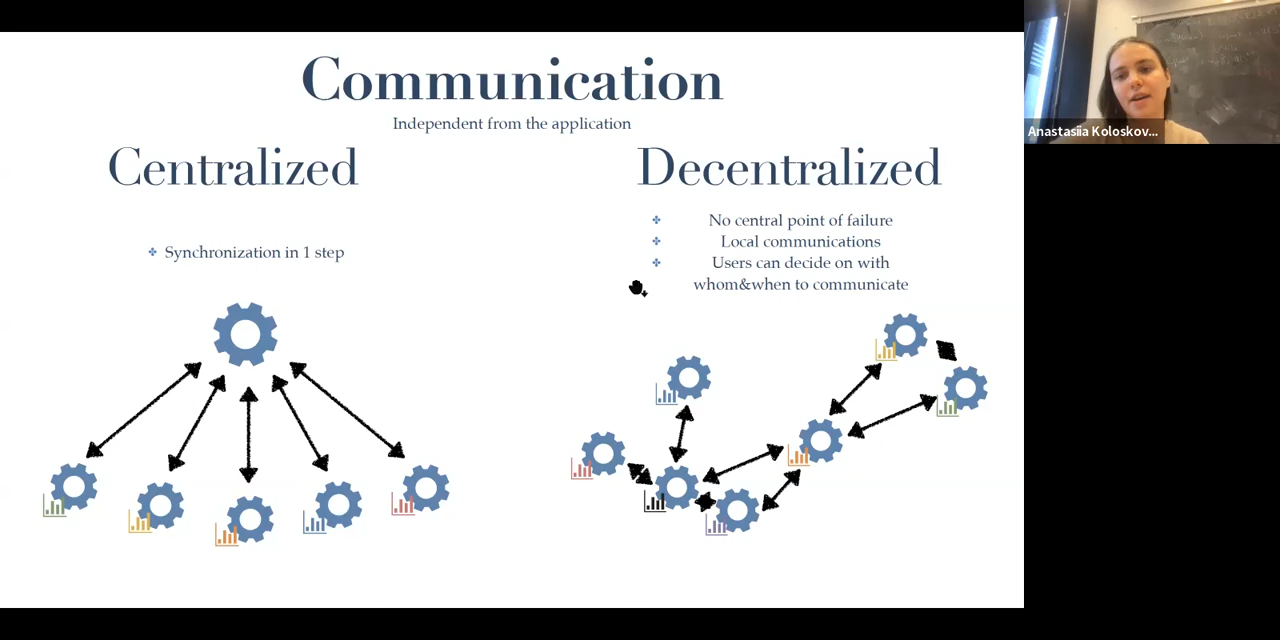 Communication
Independent from the application
Centralized
Synchronization in 1 step
Decentralized
No central point of failure
Local communications
Users can decide on with
whom&when to communicate
Anastasiia Koloskov...